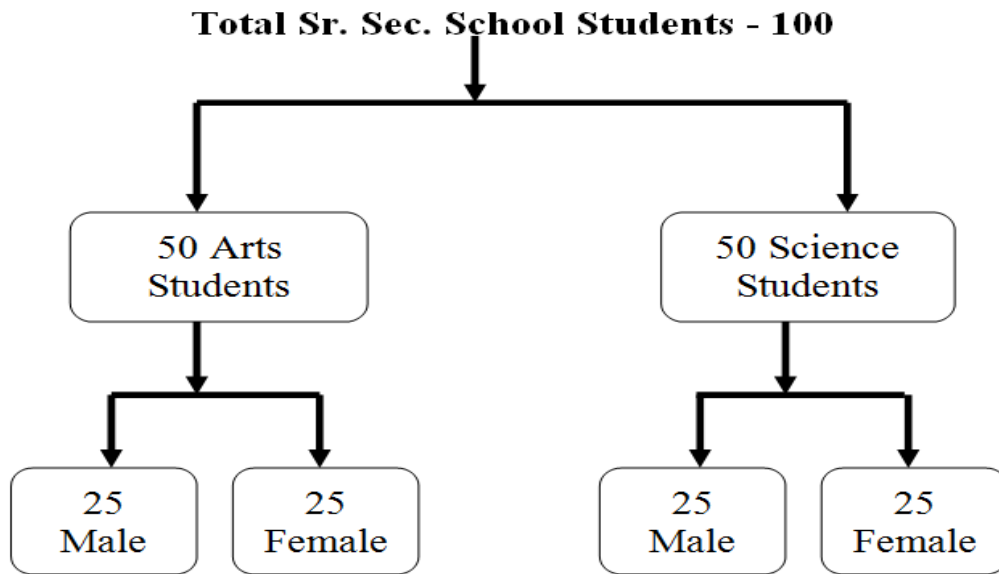 Total Sr. Sec. School Students - 100
50 Arts
Students
50 Science
Students
25
Male
25
Female
25
Male
25
Female